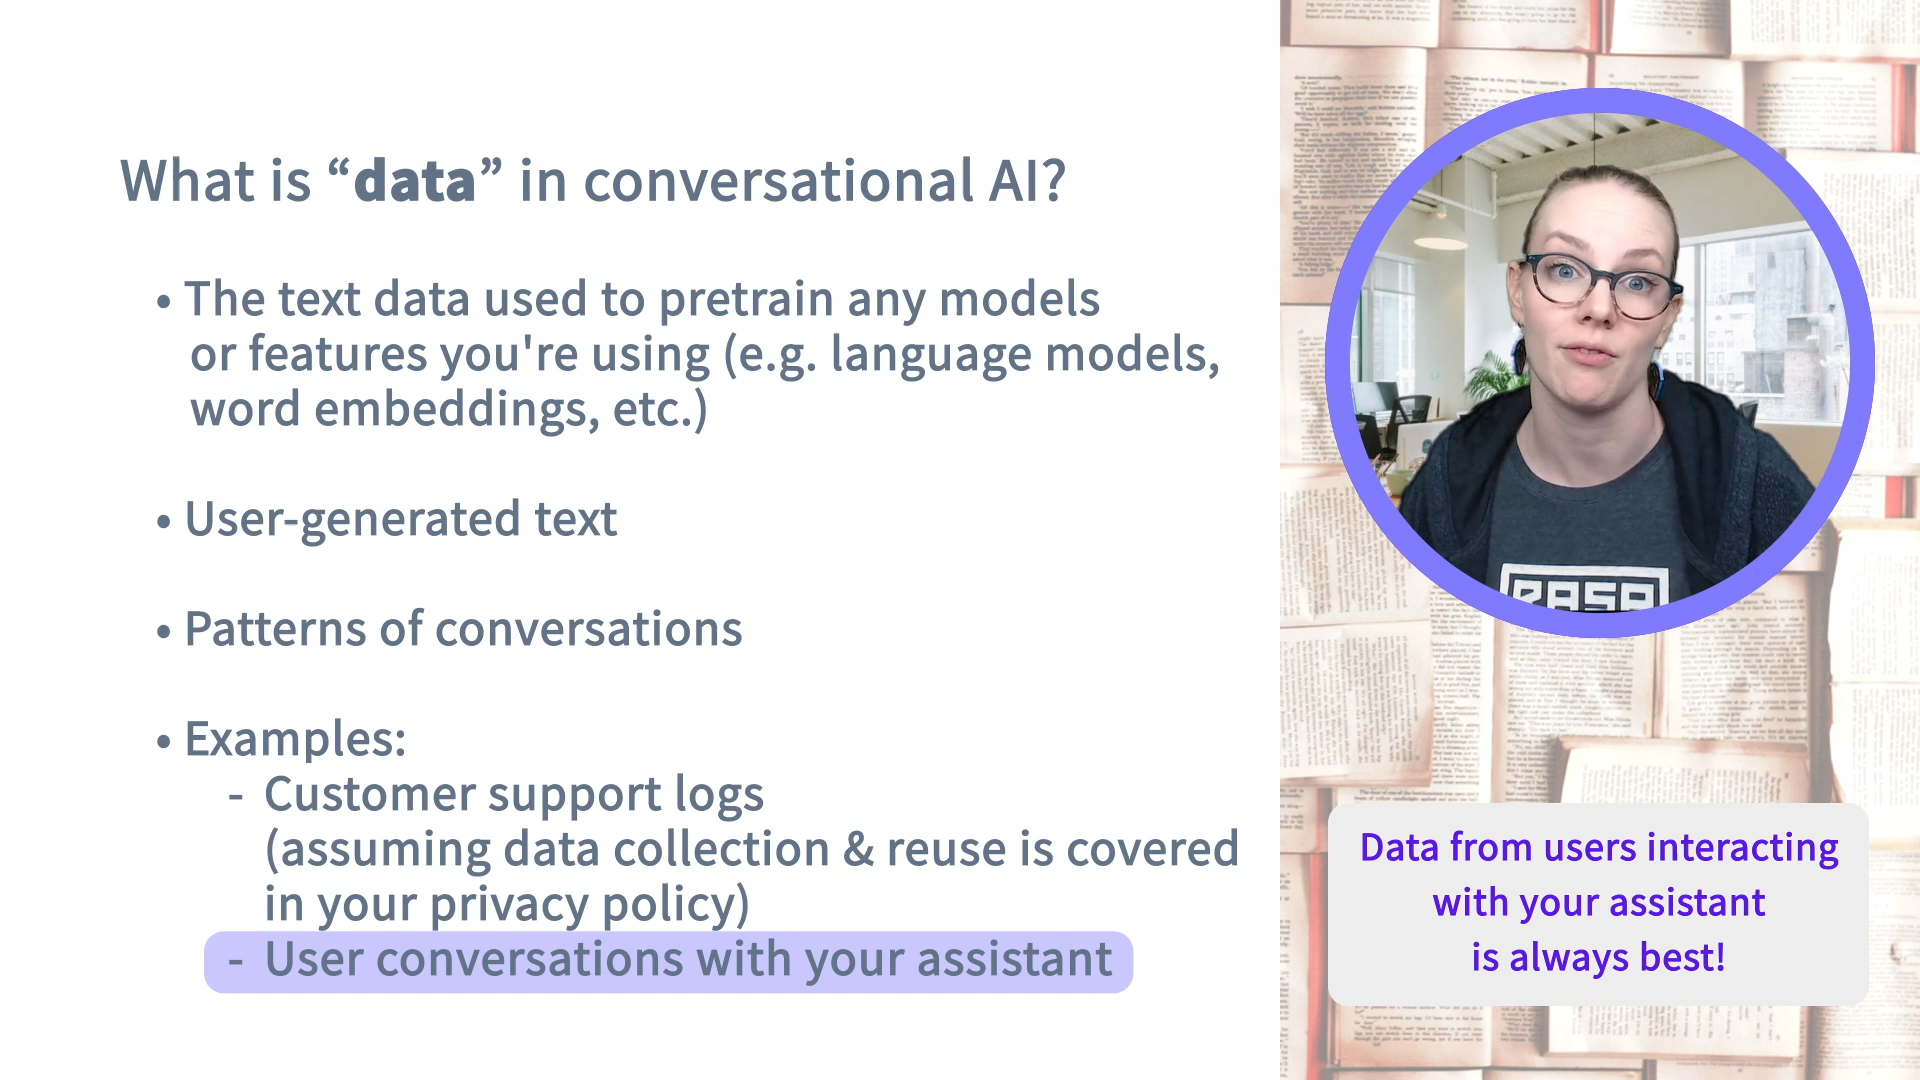 What is “data” in conversational AI?
• The text data used to pretrain any models
or features you're using (e.g. language models,
word embeddings, etc.)
• User-generated text
• Patterns of conversations
• Examples:
- Customer support logs
(assuming data collection & reuse is covered
in your privacy policy)
- User conversations with your assistant
RASA
Data from users interacting
with your assistant
is always best!